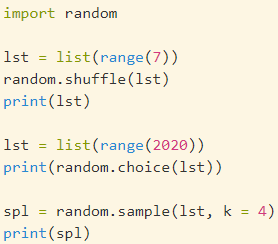 import random
lst = list(range(7))
random.shuffle(lst)
print(lst)
lst = list(range(2020))
print(random.choice(lst))
spl = random.sample(lst, k = 4)
print(spl)